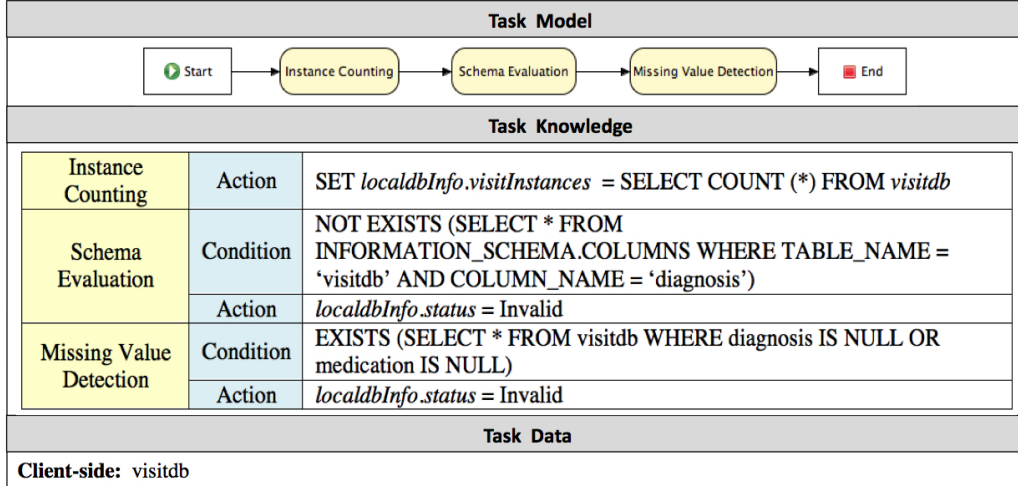 Task Model
Start
Instance Counting
Schema Evaluation
Missing Value Detection
End
Task Knowledge
Instance
Counting
Action
SET localdbInfo.visitInstances = SELECT COUNT (*) FROM visitdb
Schema
Evaluation
Condition
NOT EXISTS (SELECT * FROM
INFORMATION_SCHEMA.COLUMNS WHERE TABLE_NAME =
‘visitdb’ AND COLUMN_NAME = ‘diagnosis’)
Action
localdbInfo.status = Invalid
Missing Value
Detection
Condition
EXISTS (SELECT * FROM visitdb WHERE diagnosis IS NULL OR
medication IS NULL)
Action
localdbInfo.status = Invalid
Task Data
Client-side: visitdb